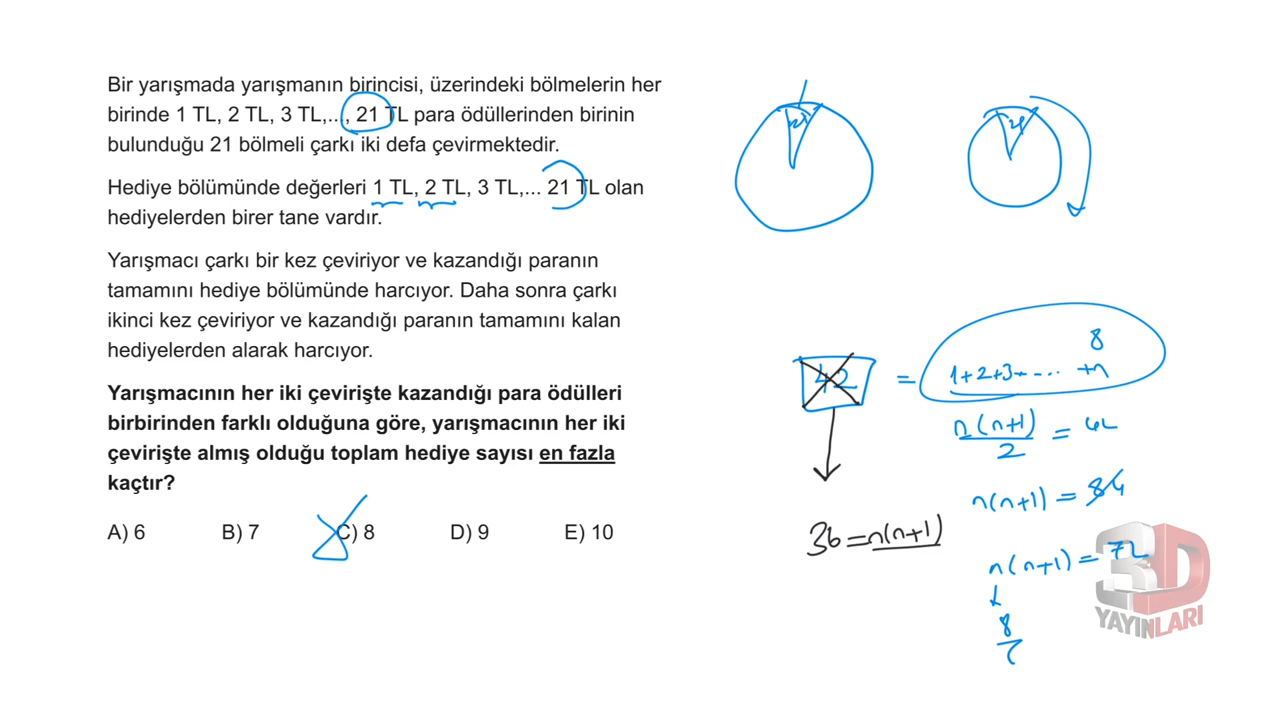 Bir yarışmada yarışmanın birincisi, üzerindeki bölmelerin her
birinde 1 TL, 2 TL, 3 TL,..., 21 TL para ödüllerinden birinin
bulunduğu 21 bölmeli çarkı iki defa çevirmektedir.
Hediye bölümünde değerleri 1 TL, 2 TL, 3 TL,... 21 TL olan
hediyelerden birer tane vardır.
Yarışmacı çarkı bir kez çeviriyor ve kazandığı paranın
tamamını hediye bölümünde harcıyor. Daha sonra çarkı
ikinci kez çeviriyor ve kazandığı paranın tamamını kalan
hediyelerden alarak harcıyor.
Yarışmacının her iki çevirişte kazandığı para ödülleri
birbirinden farklı olduğuna göre, yarışmacının her iki
çevirişte almış olduğu toplam hediye sayısı en fazla
kaçtır?
A) 6 B) 7 C) 8 D) 9 E) 10
21
8
42 = 1+2+3+.... +n
n(n+1)/2 = 42
n(n+1) = 84
36 = n(n+1)
n(n+1) = 72
8
3D
YAYINLARI